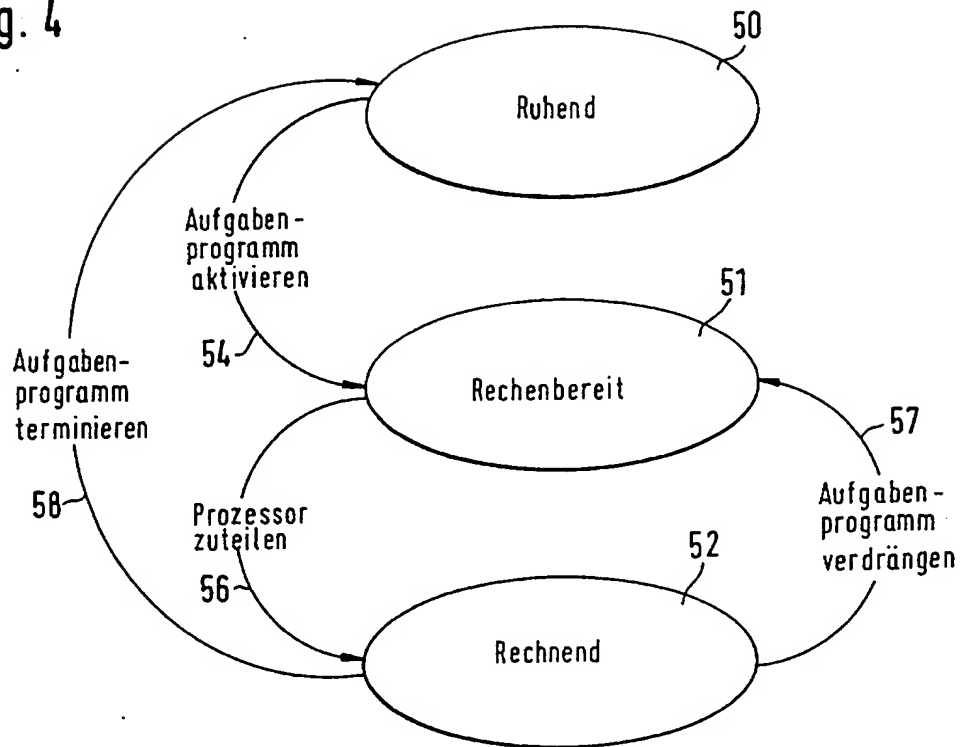 g. 4
50
Ruhend
Aufgaben-
programm
aktivieren
54
51
Rechenbereit
Aufgaben-
programm
terminieren
58
57
Aufgaben-
programm
verdrängen
Prozessor
zuteilen
56
52
Rechnend